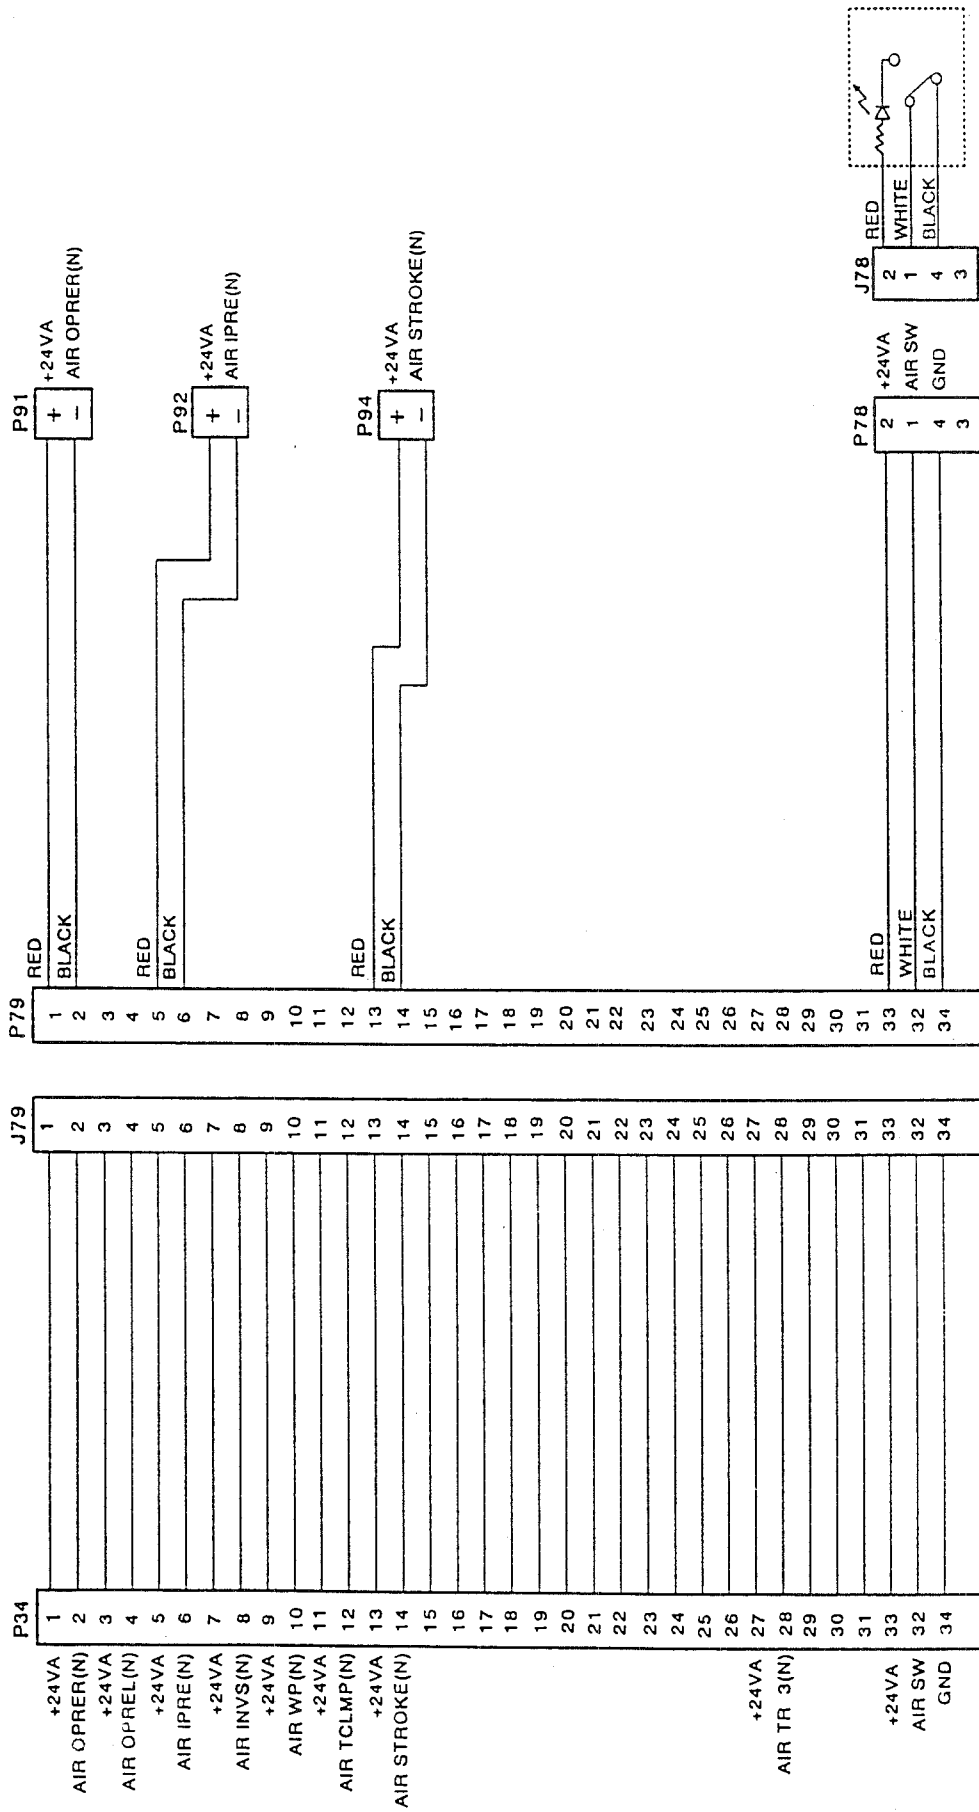 P91
+ +24VA
− AIR OPRER(N)
P92
+ +24VA
− AIR IPRE(N)
P94
+ +24VA
− AIR STROKE(N)
J78
RED 2
WHITE 1
BLACK 4
3
P78
2 +24VA
1 AIR SW
4 GND
3
P79
1 RED
2 BLACK
3
4
5 RED
6 BLACK
7
8
9
10
11
12
13 RED
14 BLACK
15
16
17
18
19
20
21
22
23
24
25
26
27
28
29
30
31
33 RED
32 WHITE
34 BLACK
J79
1
2
3
4
5
6
7
8
9
10
11
12
13
14
15
16
17
18
19
20
21
22
23
24
25
26
27
28
29
30
31
33
32
34
P34
+24VA 1
AIR OPRER(N) 2
+24VA 3
AIR OPREL(N) 4
+24VA 5
AIR IPRE(N) 6
+24VA 7
AIR INVS(N) 8
+24VA 9
AIR WP(N) 10
+24VA 11
AIR TCLMP(N) 12
+24VA 13
AIR STROKE(N) 14
15
16
17
18
19
20
21
22
23
24
25
26
+24VA 27
AIR TR 3(N) 28
29
30
31
+24VA 33
AIR SW 32
GND 34